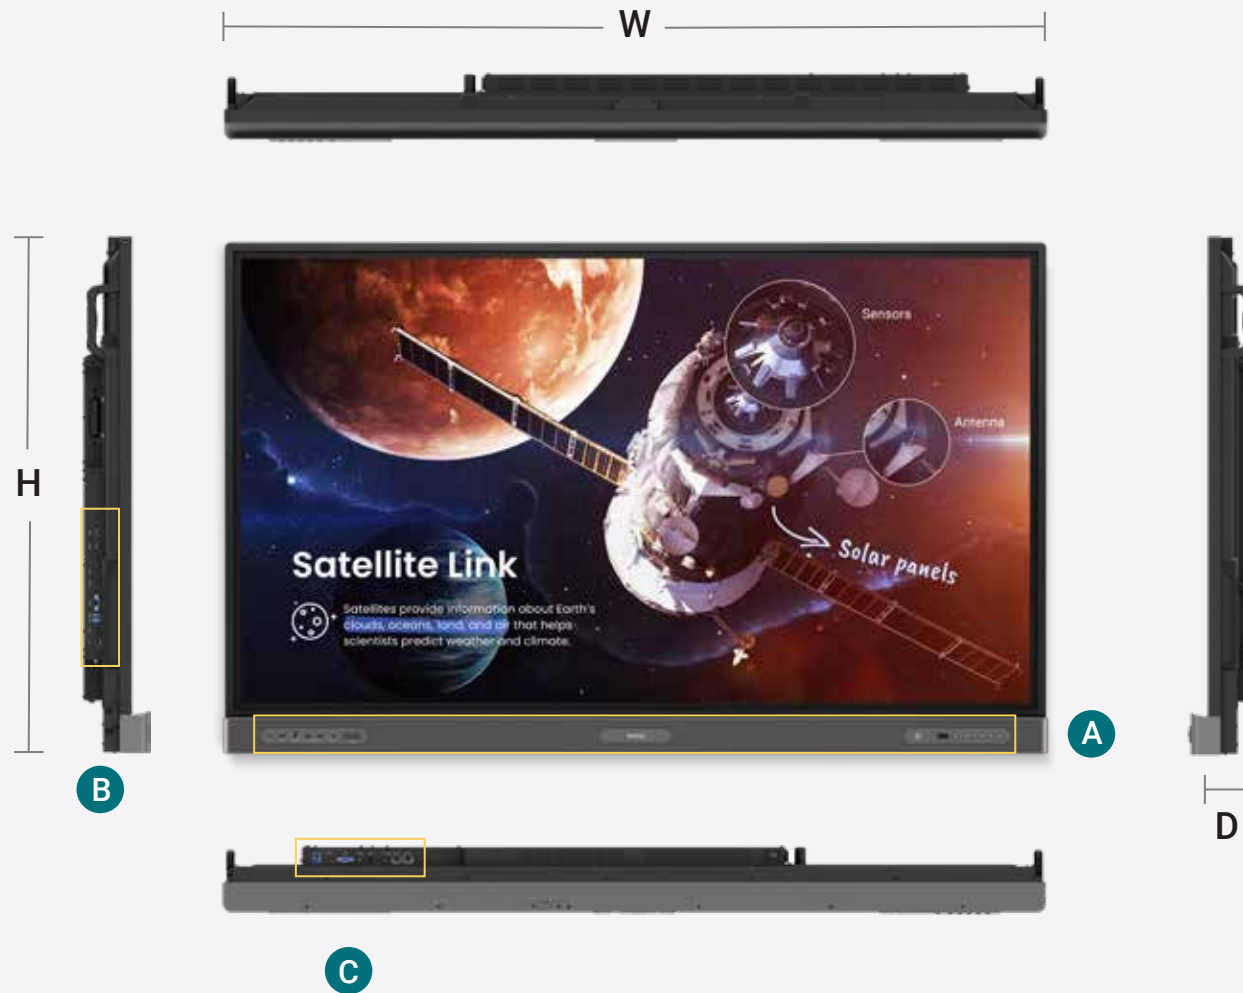 W
H
Sensors
Antenna
Solar panels
Satellite Link
Satellites provide information about Earth's
clouds, oceans, land, and air that helps
scientists predict weather and climate.
A
B
D
C